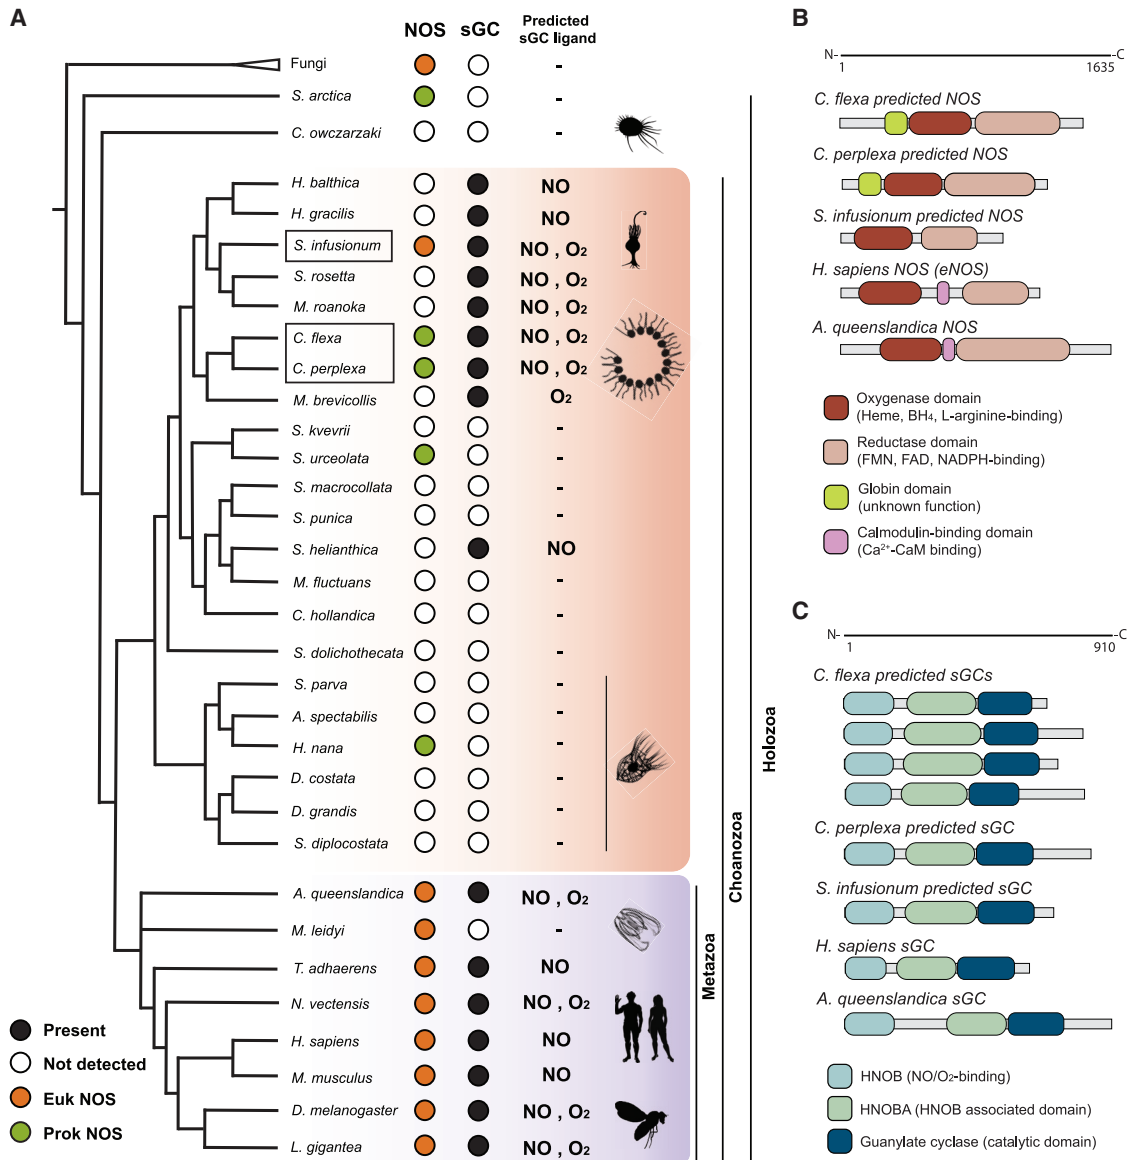 A
NOS sGC Predicted sGC ligand
Fungi -
S. arctica -
C. owczarzaki -
H. balthica NO
H. gracilis NO
S. infusionum NO , O2
S. rosetta NO , O2
M. roanoka NO , O2
C. flexa NO , O2
C. perplexa NO , O2
M. brevicollis O2
S. kvevrii -
S. urceolata -
S. macrocollata -
S. punica -
S. helianthica NO
M. fluctuans -
C. hollandica -
S. dolichothecata -
S. parva -
A. spectabilis -
H. nana -
D. costata -
D. grandis -
S. diplocostata -
A. queenslandica NO , O2
M. leidyi -
T. adhaerens NO
N. vectensis NO , O2
H. sapiens NO
M. musculus NO
D. melanogaster NO , O2
L. gigantea NO , O2
Present
Not detected
Euk NOS
Prok NOS
Metazoa
Choanozoa
Holozoa
B
N- -C
1 1635
C. flexa predicted NOS
C. perplexa predicted NOS
S. infusionum predicted NOS
H. sapiens NOS (eNOS)
A. queenslandica NOS
Oxygenase domain
(Heme, BH4, L-arginine-binding)
Reductase domain
(FMN, FAD, NADPH-binding)
Globin domain
(unknown function)
Calmodulin-binding domain
(Ca2+-CaM binding)
C
N- -C
1 910
C. flexa predicted sGCs
C. perplexa predicted sGC
S. infusionum predicted sGC
H. sapiens sGC
A. queenslandica sGC
HNOB (NO/O2-binding)
HNOBA (HNOB associated domain)
Guanylate cyclase (catalytic domain)